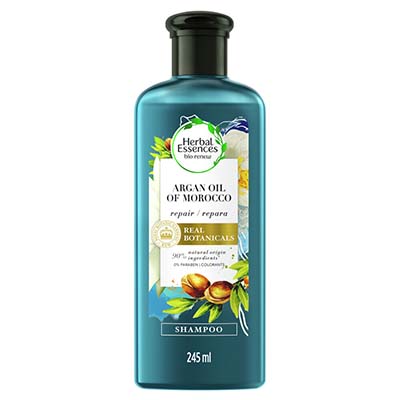 Herbal
Essences
bio:renew
ARGAN OIL
OF MOROCCO
repair / repara
REAL
BOTANICALS
90% natural origin
ingredients
0% PARABEN | COLORANTS
SHAMPOO
245 ml